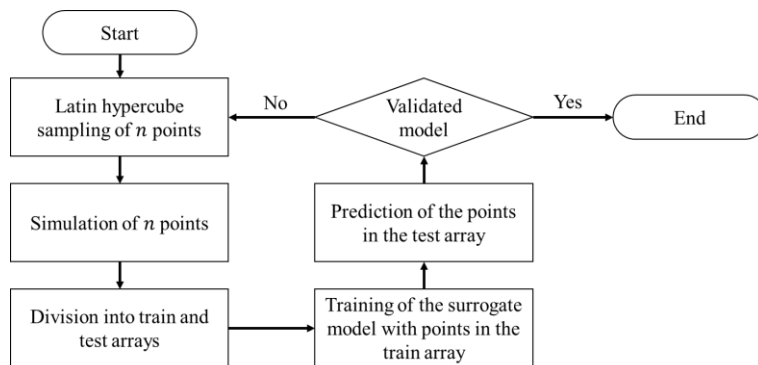 Start
Latin hypercube
sampling of n points
Simulation of n points
Division into train and
test arrays
Training of the surrogate
model with points in the
train array
Prediction of the points
in the test array
Validated
model
No
Yes
End